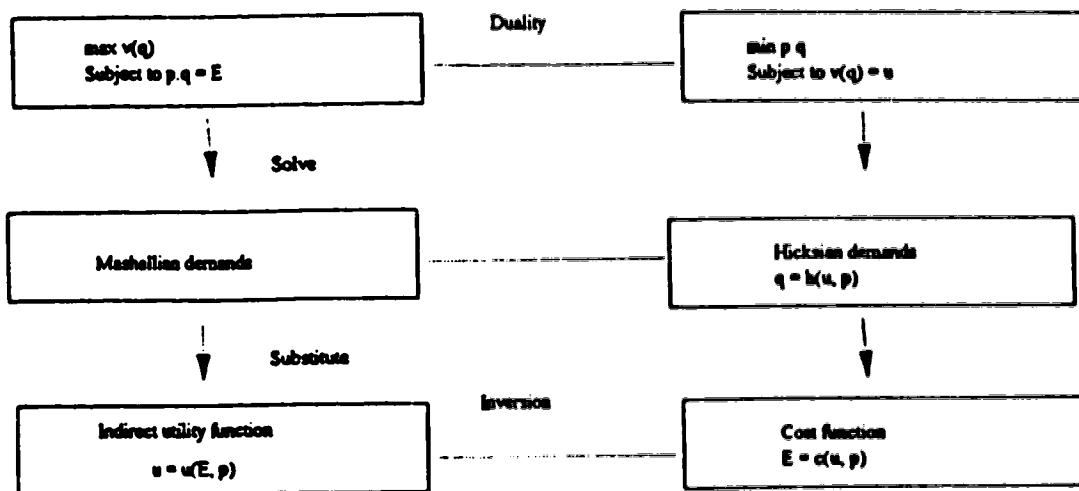 max v(q)
Subject to p.q = E
Duality
min p q
Subject to v(q) = u
Solve
Mashallian demands
Hicksian demands
q = h(u, p)
Substitute
Inversion
Indirect utility function
u = u(E, p)
Cost function
E = c(u, p)